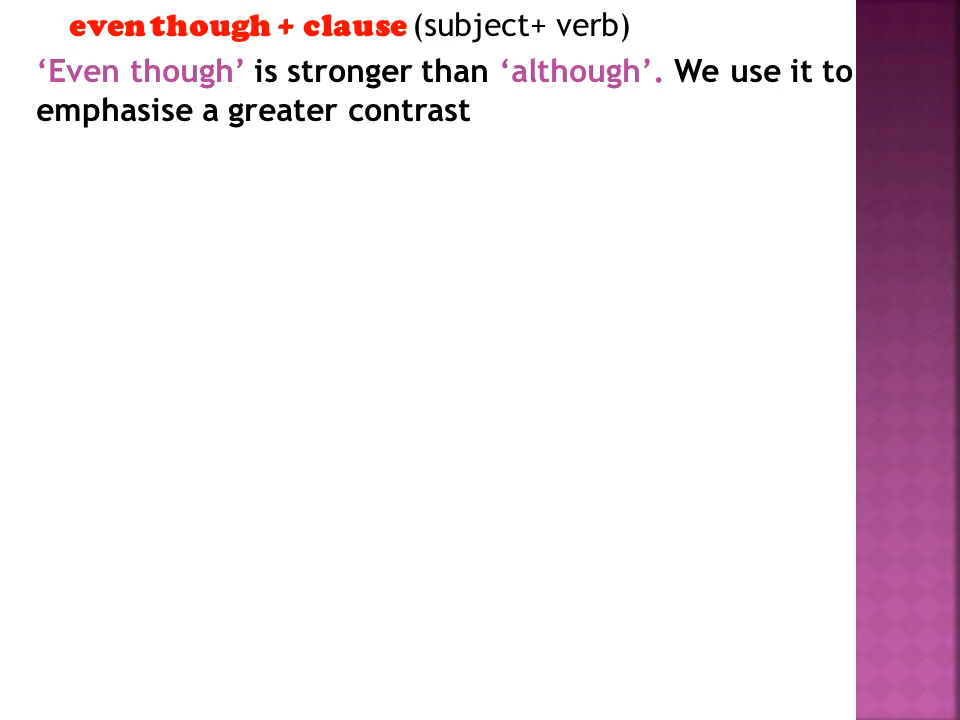 even though + clause (subject+ verb)
‘Even though’ is stronger than ‘although’. We use it to
emphasise a greater contrast